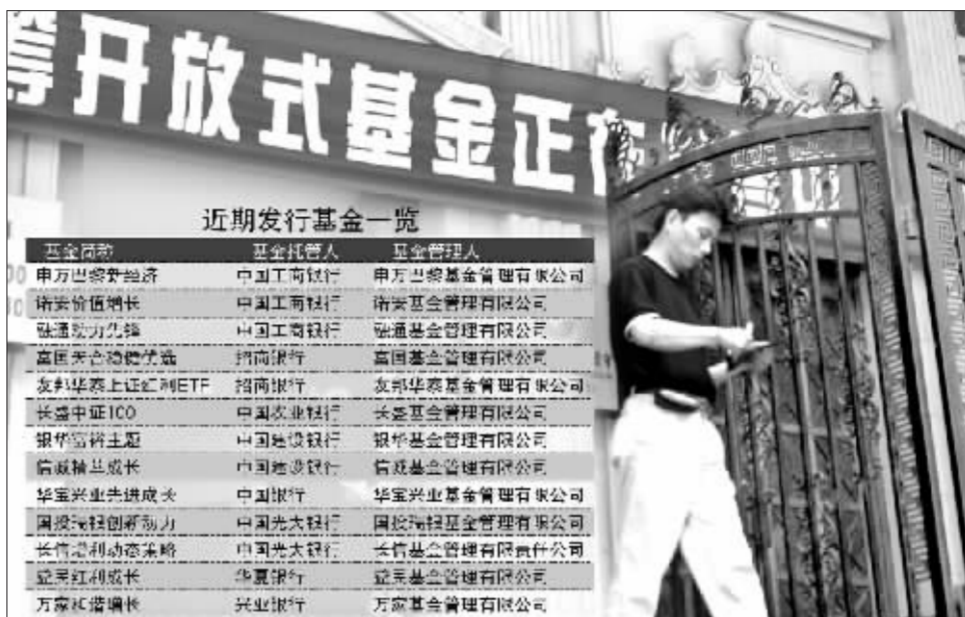 等开放式基金正在
近期发行基金一览
基金简称 基金托管人 基金管理人
申万巴黎新经济 中国工商银行 申万巴黎基金管理有限公司
诺安价值增长 中国工商银行 诺安基金管理有限公司
融通动力先锋 中国工商银行 融通基金管理有限公司
富国天合稳健优选 招商银行 富国基金管理有限公司
友邦华泰上证红利ETF 招商银行 友邦华泰基金管理有限公司
长盛中证100 中国农业银行 长盛基金管理有限公司
银华富裕主题 中国建设银行 银华基金管理有限公司
信诚精萃成长 中国建设银行 信诚基金管理有限公司
华宝兴业先进成长 中国银行 华宝兴业基金管理有限公司
国投瑞银创新动力 中国光大银行 国投瑞银基金管理有限公司
长信增利动态策略 中国光大银行 长信基金管理有限责任公司
益民红利成长 华夏银行 益民基金管理有限公司
万家和谐增长 兴业银行 万家基金管理有限公司